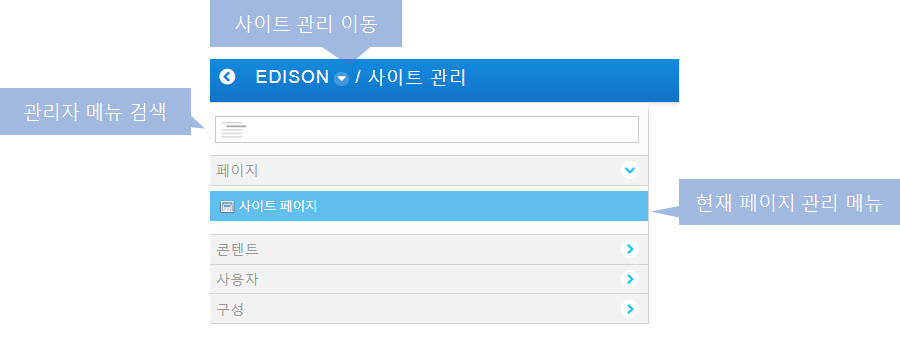 사이트 관리 이동
EDISON / 사이트 관리
관리자 메뉴 검색
페이지
사이트 페이지
현재 페이지 관리 메뉴
콘텐트
사용자
구성